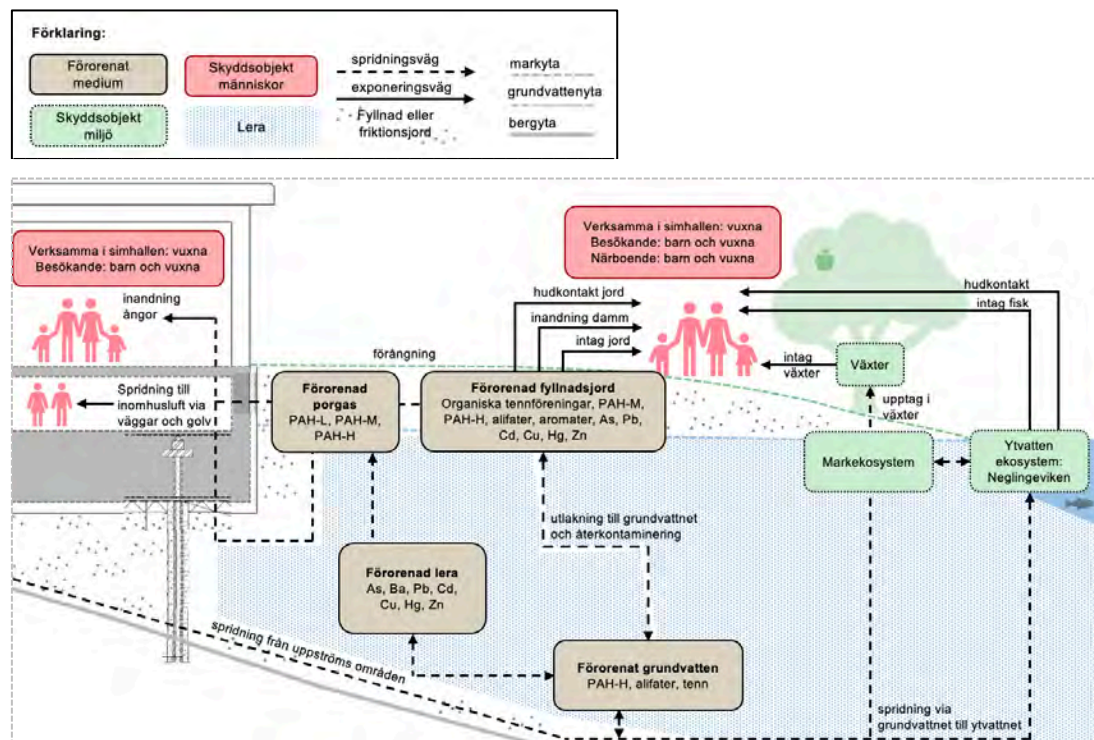 Förklaring:
Förorenat
medium
Skyddsobjekt
människor
spridningsväg
exponeringsväg
markyta
grundvattenyta
Skyddsobjekt
miljö
Lera
Fyllnad eller
friktionsjord
bergyta
Verksamma i simhallen: vuxna
Besökande: barn och vuxna
inandning
ångor
Spridning till
inomhusluft via
väggar och golv
Verksamma i simhallen: vuxna
Besökande: barn och vuxna
Närboende: barn och vuxna
hudkontakt jord
inandning damm
intag jord
hudkontakt
intag fisk
intag
växter
Växter
upptag i
växter
förångning
Förorenad
porgas
PAH-L, PAH-M,
PAH-H
Förorenad fyllnadsjord
Organiska tennföreningar, PAH-M,
PAH-H, alifater, aromater, As, Pb,
Cd, Cu, Hg, Zn
Markekosystem
Ytvatten
ekosystem:
Neglingeviken
utlakning till grundvattnet
och återkontaminering
Förorenad lera
As, Ba, Pb, Cd,
Cu, Hg, Zn
spridning från uppströms områden
Förorenat grundvatten
PAH-H, alifater, tenn
spridning via
grundvattnet till ytvattnet